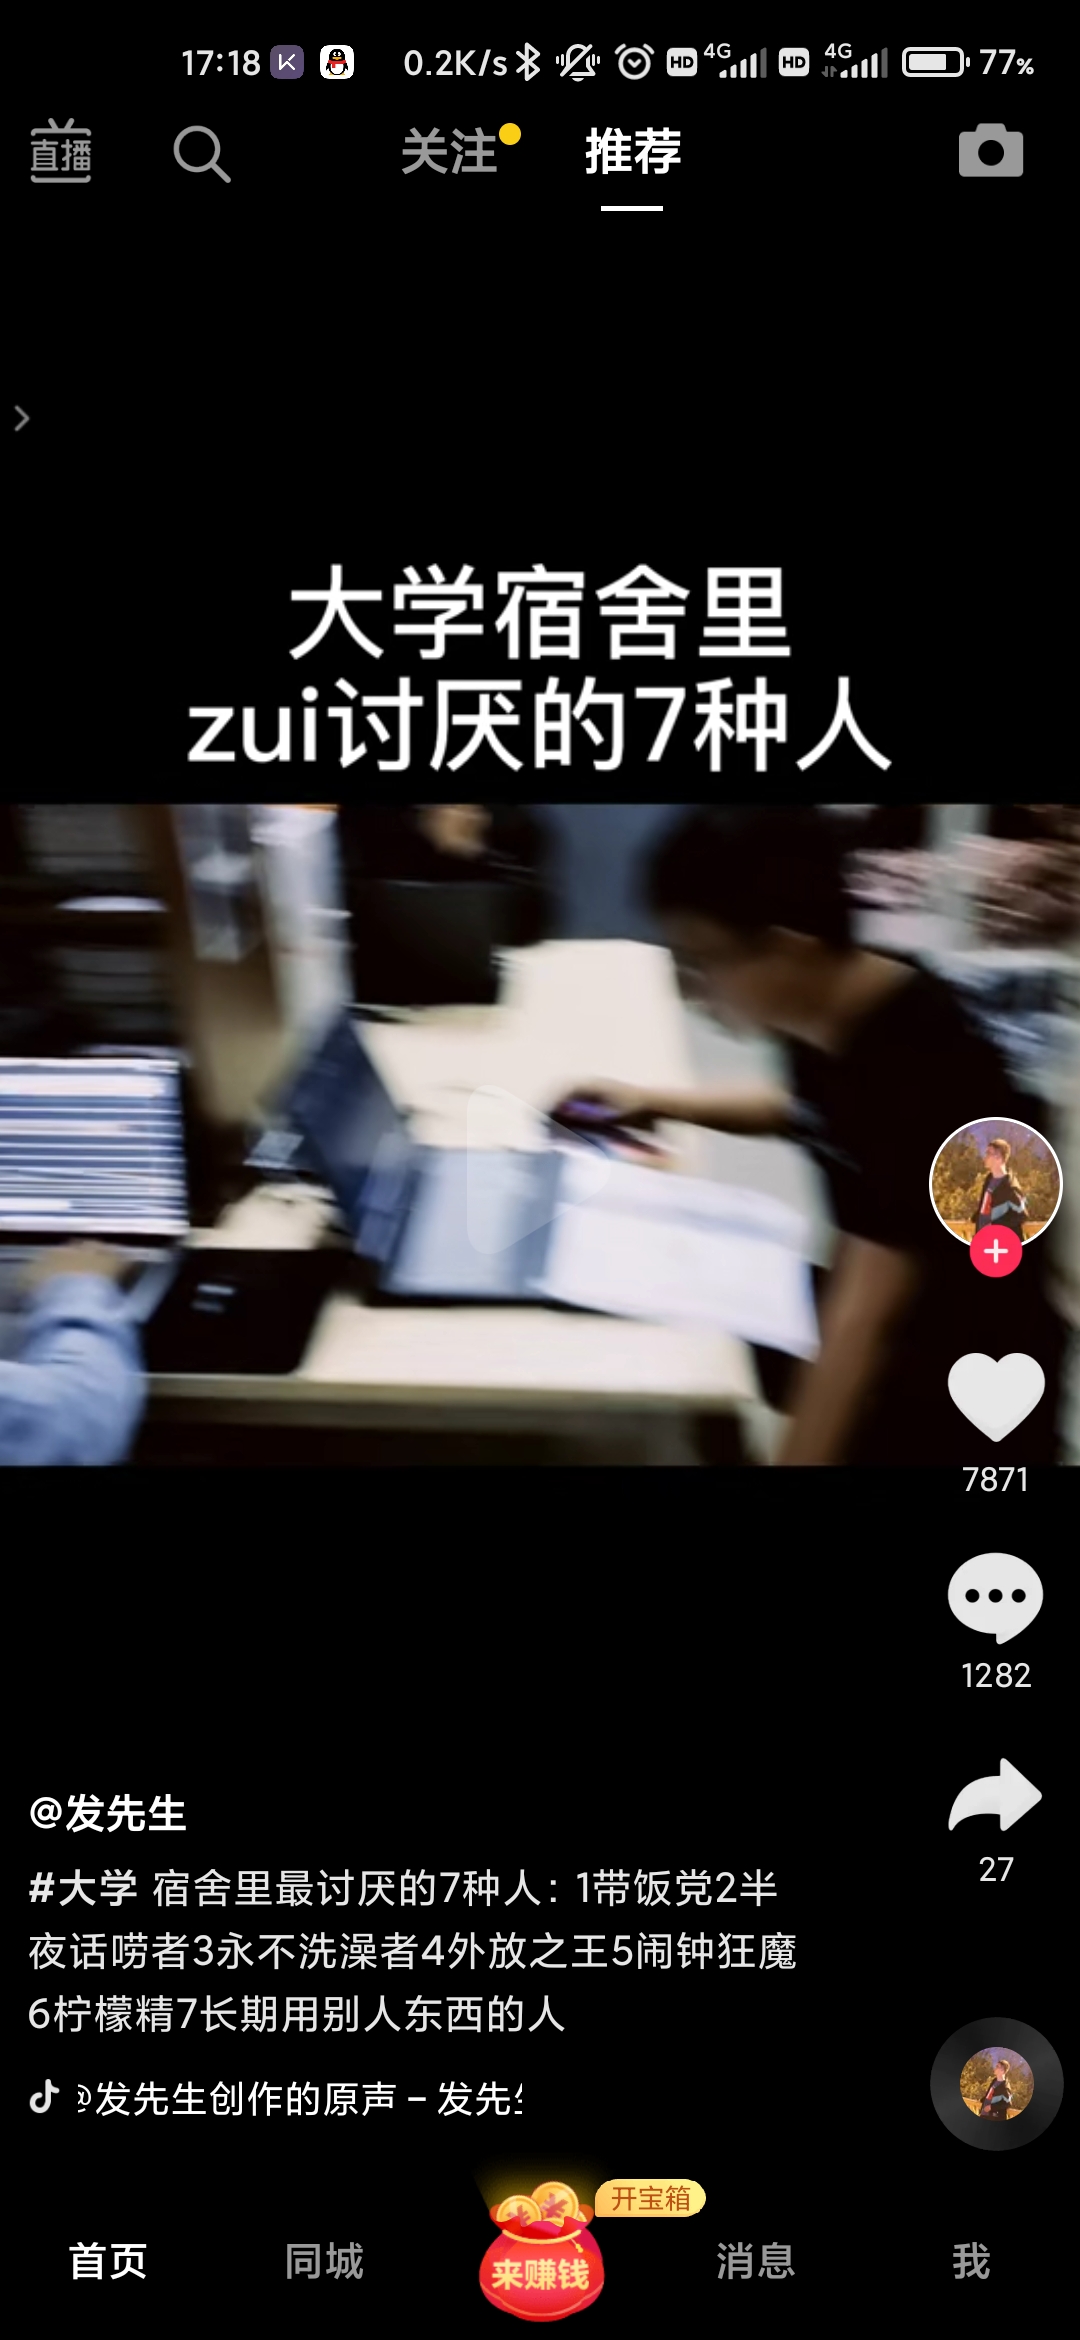 17:18 0.2K/s HD 4G HD 4G 77%
直播 关注 推荐
大学宿舍里
zui讨厌的7种人
7871
1282
27
@发先生
#大学 宿舍里最讨厌的7种人：1带饭党2半
夜话唠者3永不洗澡者4外放之王5闹钟狂魔
6柠檬精7长期用别人东西的人
@发先生创作的原声 – 发先生
开宝箱
首页 同城 来赚钱 消息 我